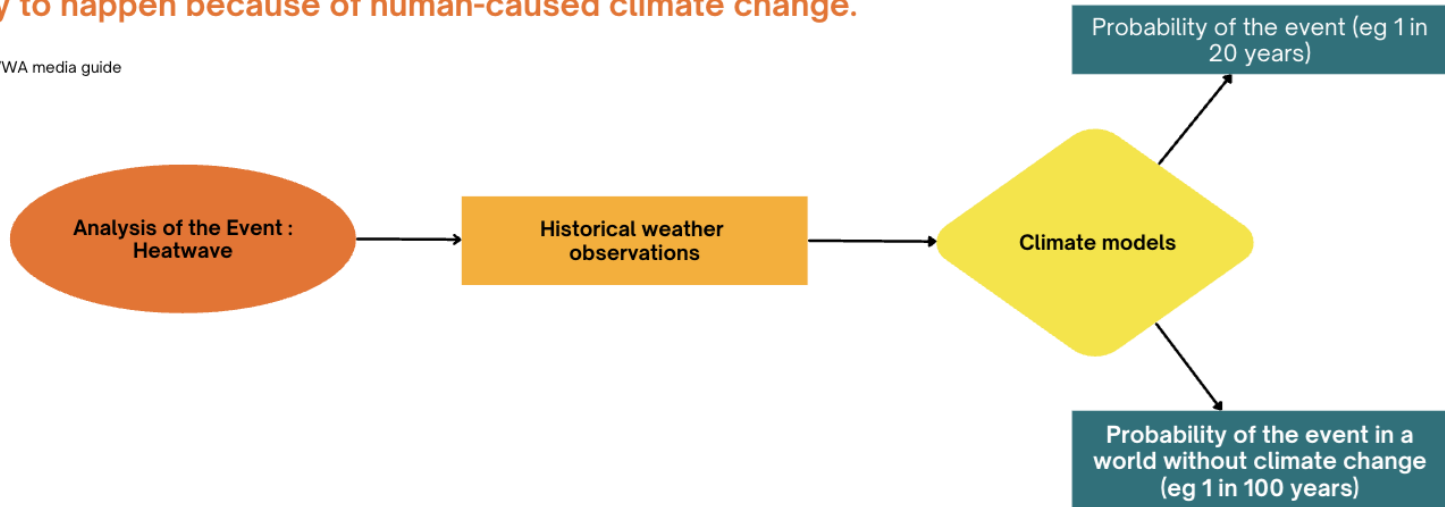 y to happen because of human-caused climate change.
WA media guide
Probability of the event (eg 1 in
20 years)
Analysis of the Event :
Heatwave
Historical weather
observations
Climate models
Probability of the event in a
world without climate change
(eg 1 in 100 years)